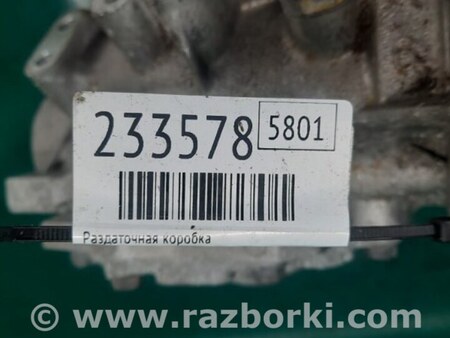 233578 5801
Раздаточная коробка
© www.razborki.com